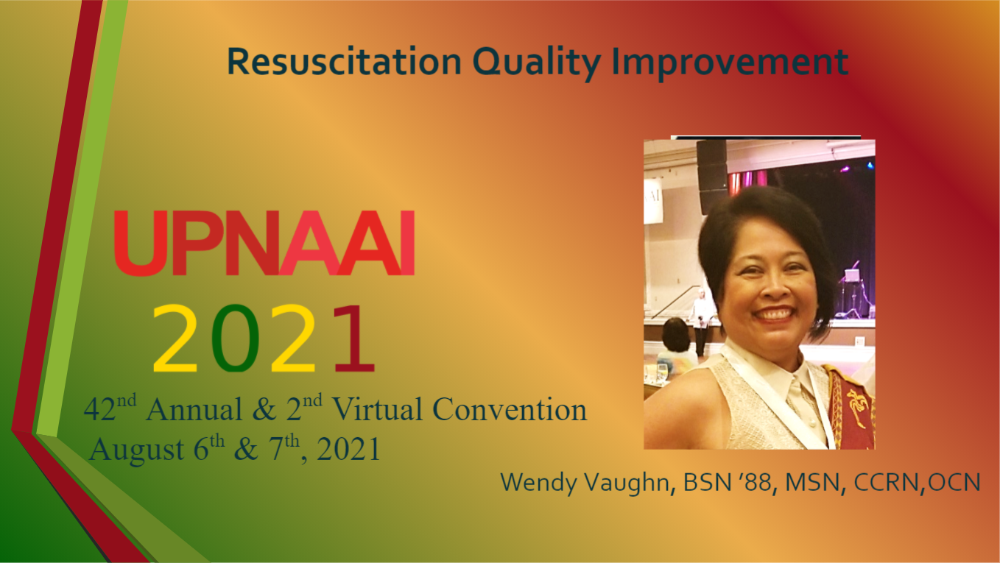 Resuscitation Quality Improvement
UPNAAI
2021
42nd Annual & 2nd Virtual Convention
August 6th & 7th, 2021
Wendy Vaughn, BSN ’88, MSN, CCRN,OCN